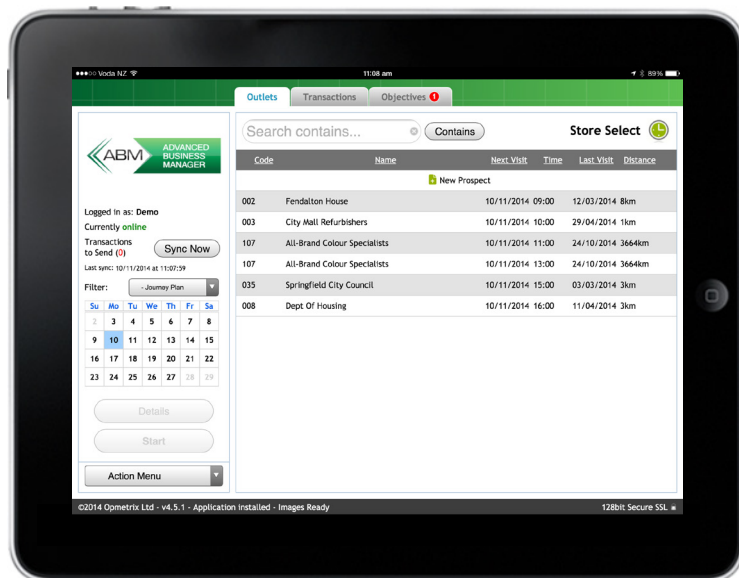 Voda NZ 11:08 am 89%
Outlets Transactions Objectives 1
ABM ADVANCED BUSINESS MANAGER
Search contains... Contains Store Select
Code Name Next Visit Time Last Visit Distance
New Prospect
002 Fendalton House 10/11/2014 09:00 12/03/2014 8km
003 City Mall Refurbishers 10/11/2014 10:00 29/04/2014 1km
107 All-Brand Colour Specialists 10/11/2014 11:00 24/10/2014 3664km
107 All-Brand Colour Specialists 10/11/2014 13:00 24/10/2014 3664km
035 Springfield City Council 10/11/2014 15:00 03/03/2014 3km
008 Dept Of Housing 10/11/2014 16:00 11/04/2014 3km
Logged in as: Demo
Currently online
Transactions
to Send (0) Sync Now
Last sync: 10/11/2014 at 11:07:59
Filter: - Journey Plan
Su Mo Tu We Th Fr Sa
2 3 4 5 6 7 8
9 10 11 12 13 14 15
16 17 18 19 20 21 22
23 24 25 26 27 28 29
Details
Start
Action Menu
©2014 Opmetrix Ltd - v4.5.1 - Application installed - Images Ready 128bit Secure SSL